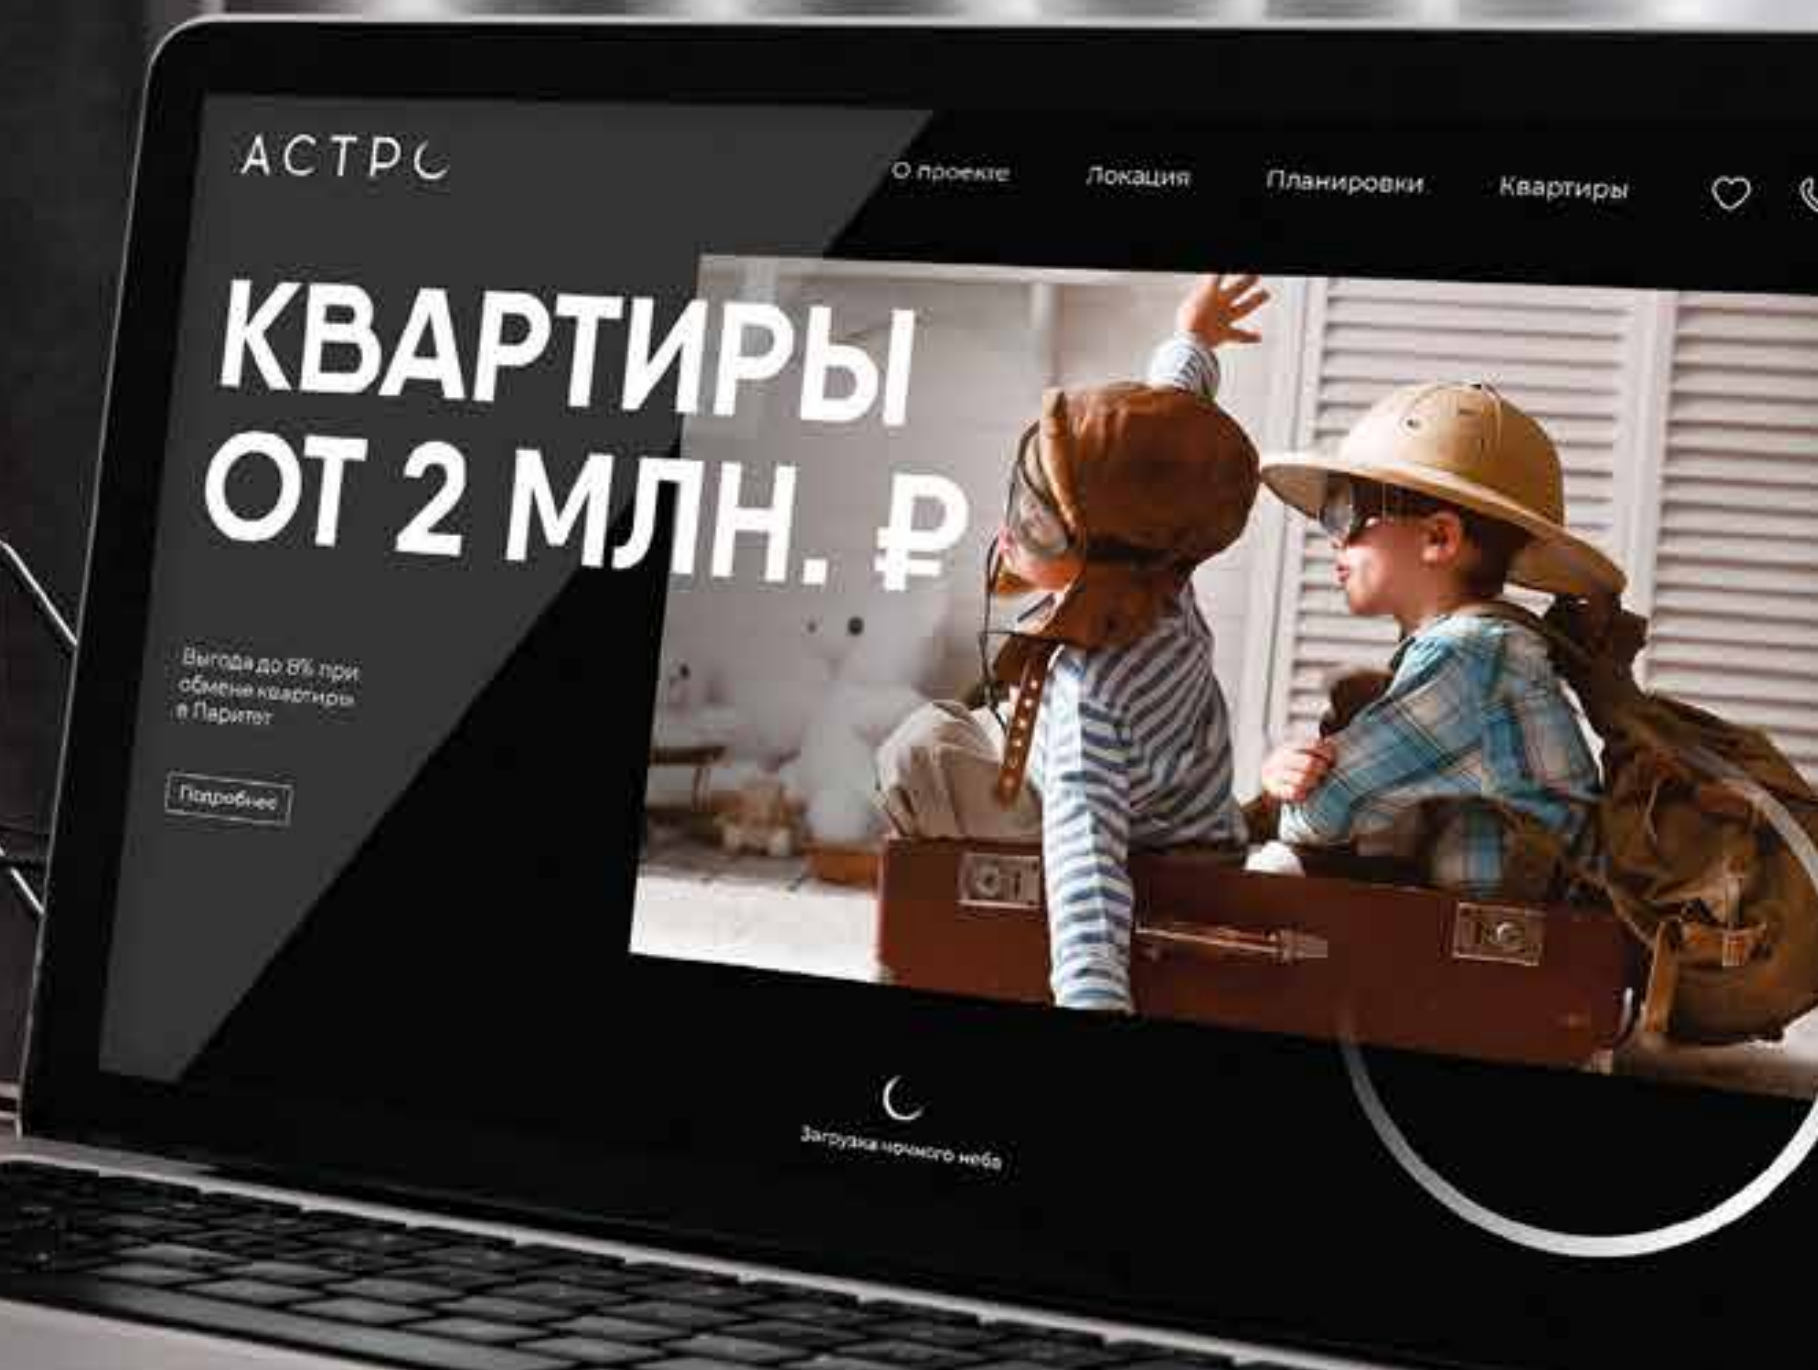 АСТРО
О проекте
Локация
Планировки
Квартиры
КВАРТИРЫ
ОТ 2 МЛН. ₽
Выгода до 8% при
обмене квартиры
в Паритет
Подробнее
Загрузка ночного неба